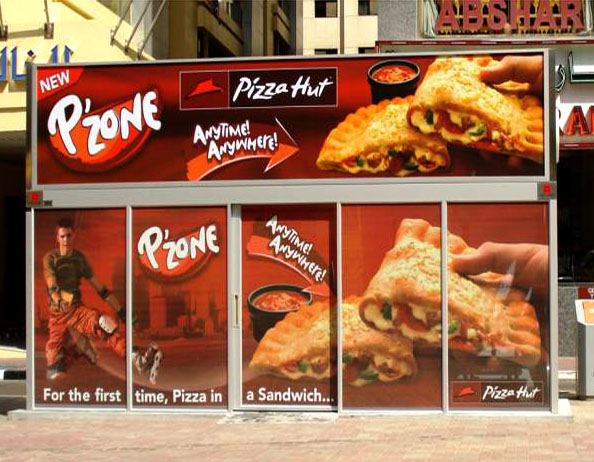 ABSHAR
NEW
P'ZONE
Pizza Hut
ANYTIME!
ANYWHERE!
P'ZONE
ANYTIME!
ANYWHERE!
For the first time, Pizza in a Sandwich...
Pizza Hut